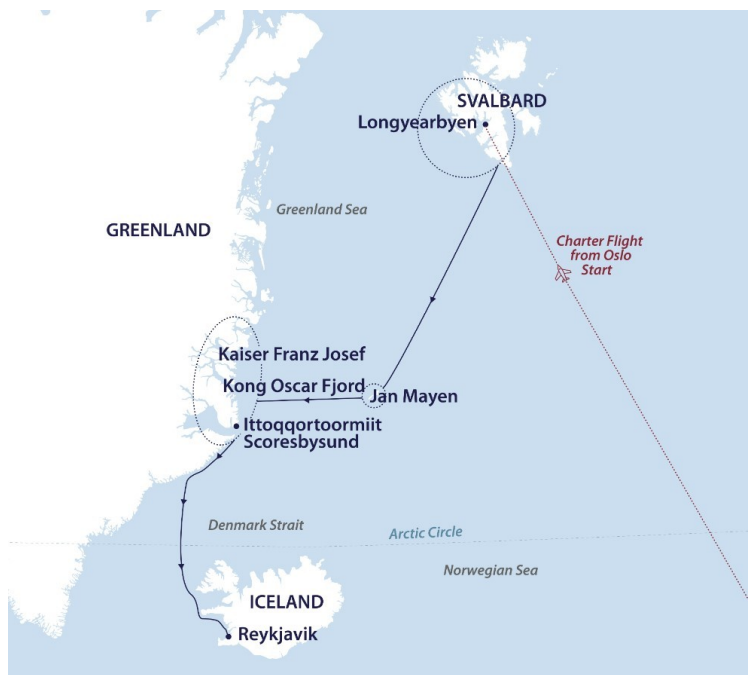 SVALBARD
Longyearbyen
Greenland Sea
GREENLAND
Charter Flight
from Oslo
Start
Kaiser Franz Josef
Kong Oscar Fjord
Jan Mayen
Ittoqqortoormiit
Scoresbysund
Denmark Strait
Arctic Circle
Norwegian Sea
ICELAND
Reykjavik